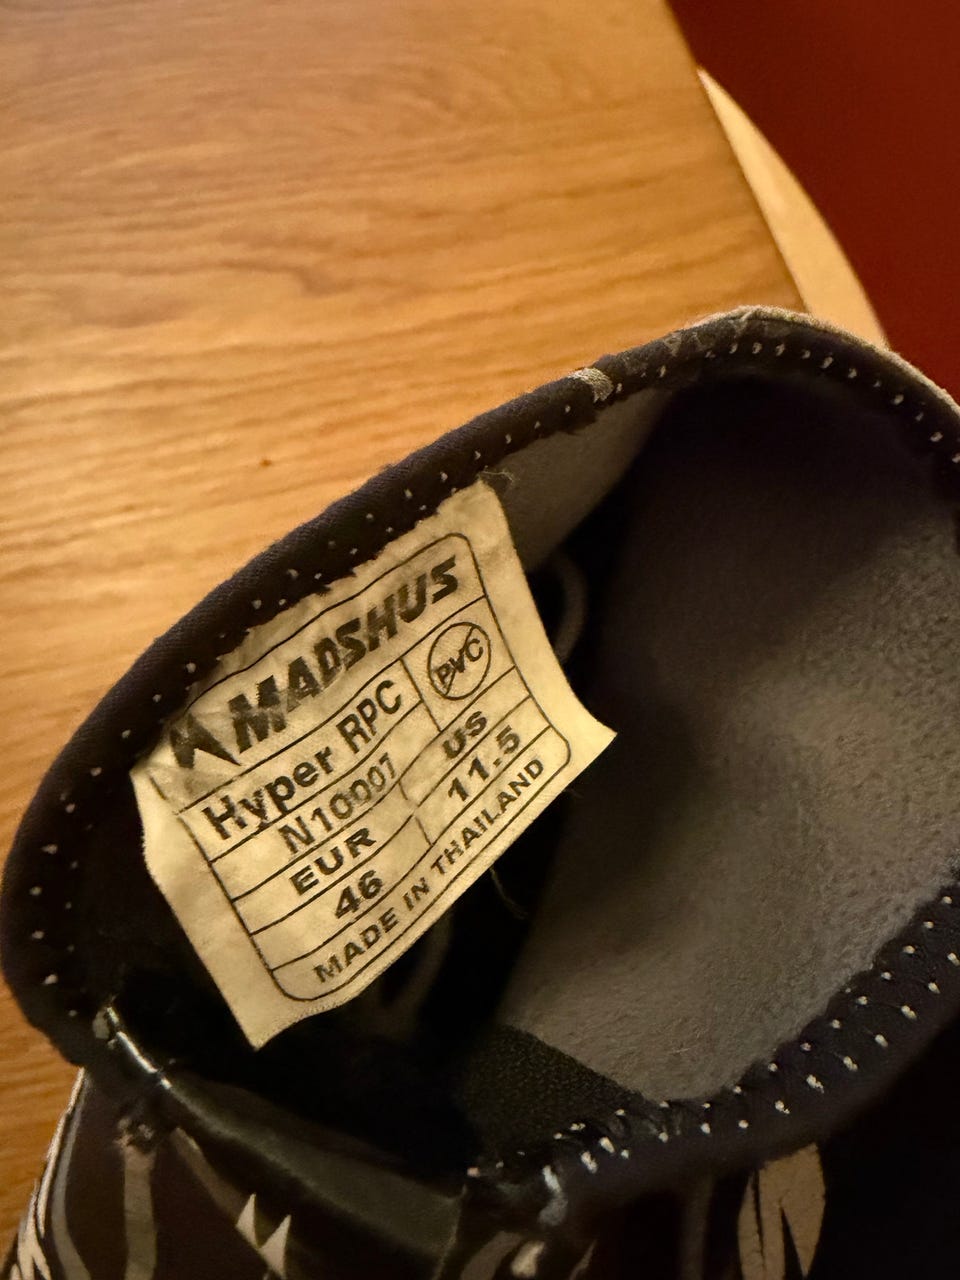 MADSHUS
Hyper RPC
PVC
N10007
EUR
US
46
11.5
MADE IN THAILAND